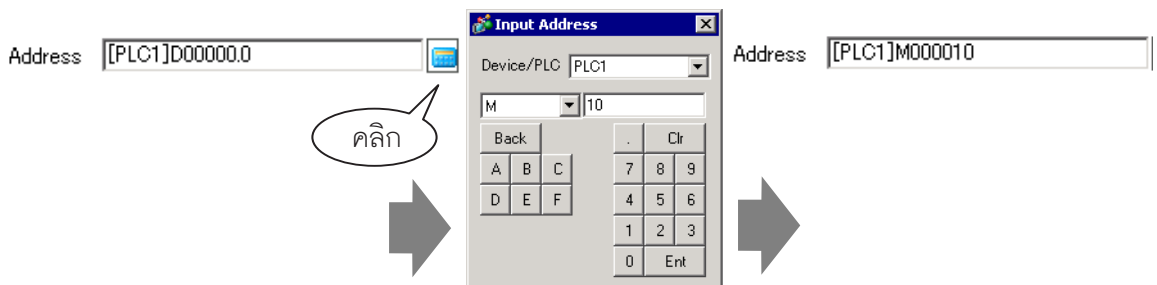 Address [PLC1]D00000.0
คลิก
Input Address
Device/PLC PLC1
M 10
Back . Clr
A B C 7 8 9
D E F 4 5 6
1 2 3
0 Ent
Address [PLC1]M000010